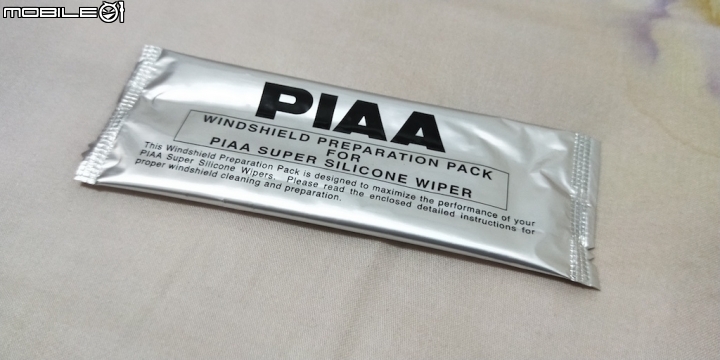 MOBILE01
PIAA
WINDSHIELD PREPARATION PACK
FOR
PIAA SUPER SILICONE WIPER
This Windshield Preparation Pack is designed to maximize the performance of your
PIAA Super Silicone Wipers. Please read the enclosed detailed instructions for
proper windshield cleaning and preparation.